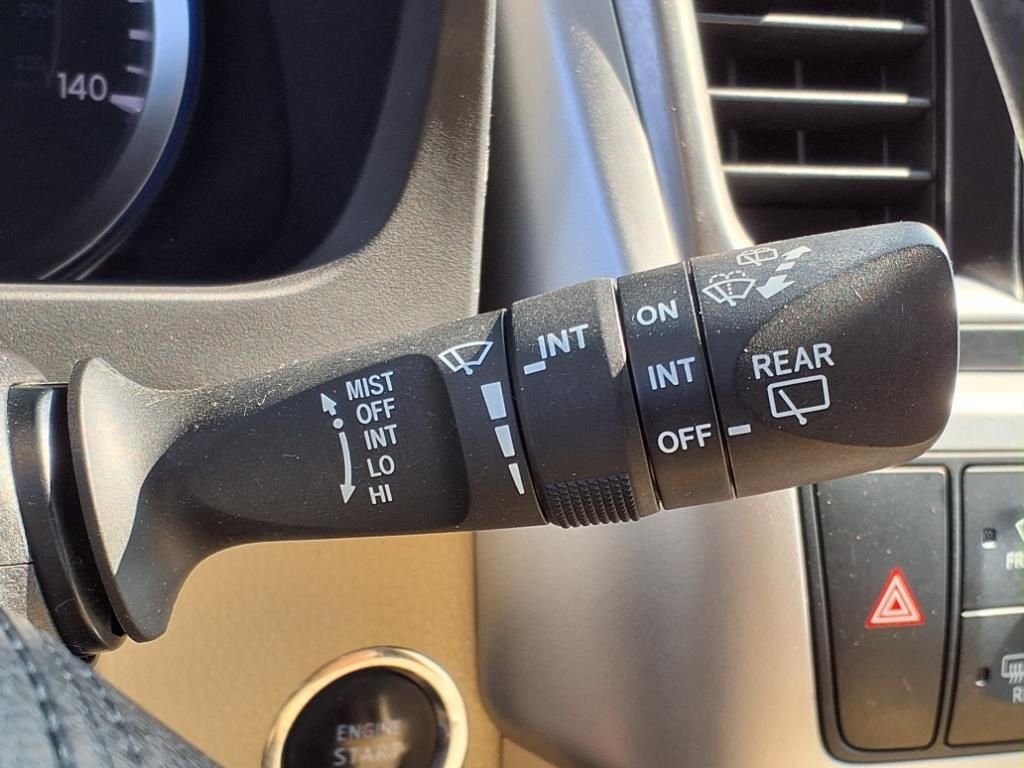 140
MIST
OFF
INT
LO
HI
INT
ON
INT
OFF
REAR
ENGINE
START